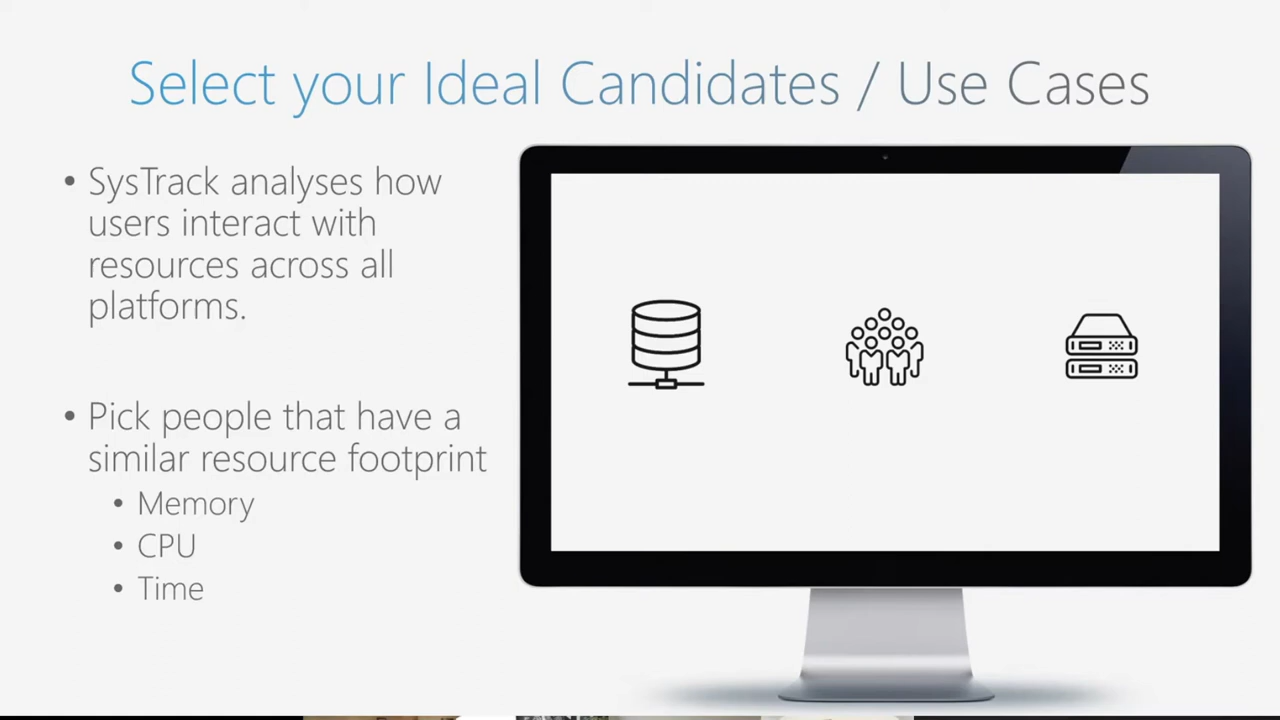 Select your Ideal Candidates / Use Cases
• SysTrack analyses how
users interact with
resources across all
platforms.
• Pick people that have a
similar resource footprint
• Memory
• CPU
• Time